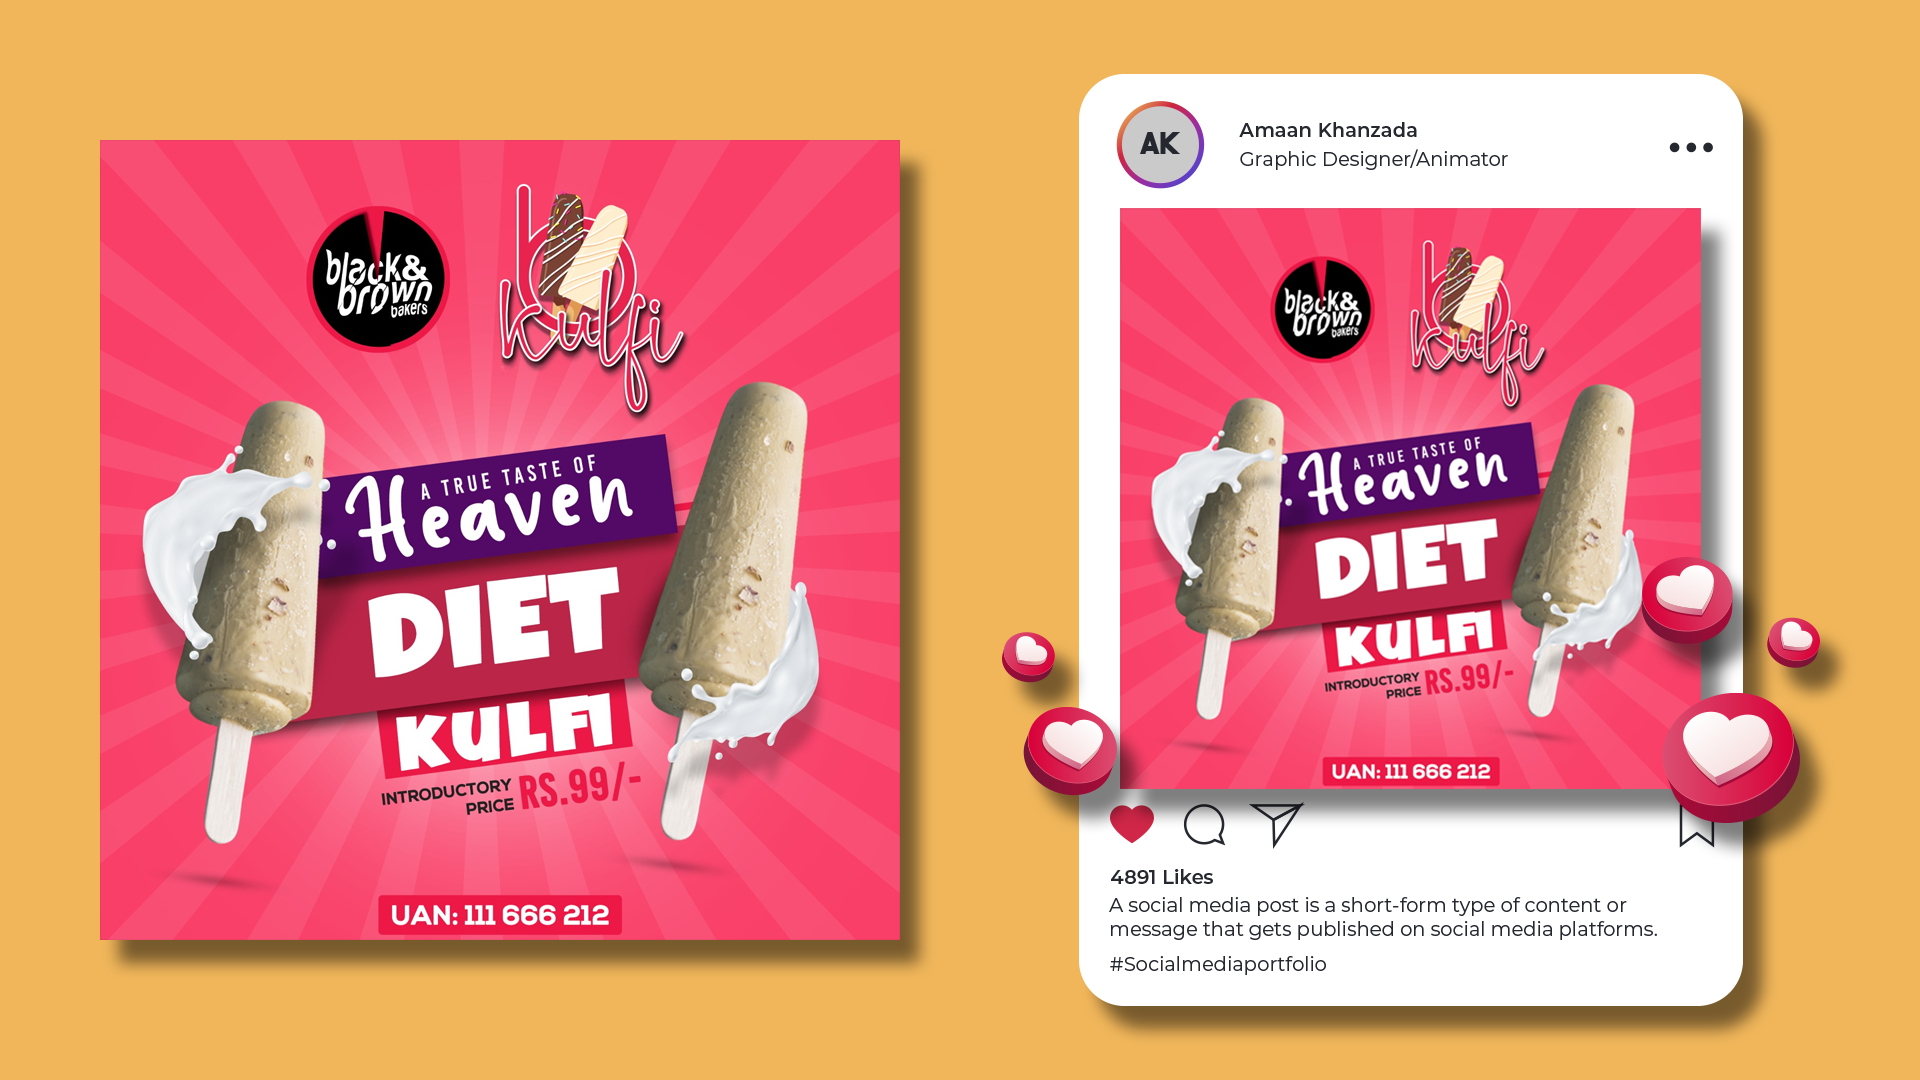 black&
brown
bakers
b
kulfi
A TRUE TASTE OF
Heaven
DIET
KULFI
INTRODUCTORY
PRICE
RS.99/-
UAN: 111 666 212
AK
Amaan Khanzada
Graphic Designer/Animator
black&
brown
bakers
b
kulfi
A TRUE TASTE OF
Heaven
DIET
KULFI
INTRODUCTORY
PRICE
RS.99/-
UAN: 111 666 212
4891 Likes
A social media post is a short-form type of content or
message that gets published on social media platforms.
#Socialmediaportfolio